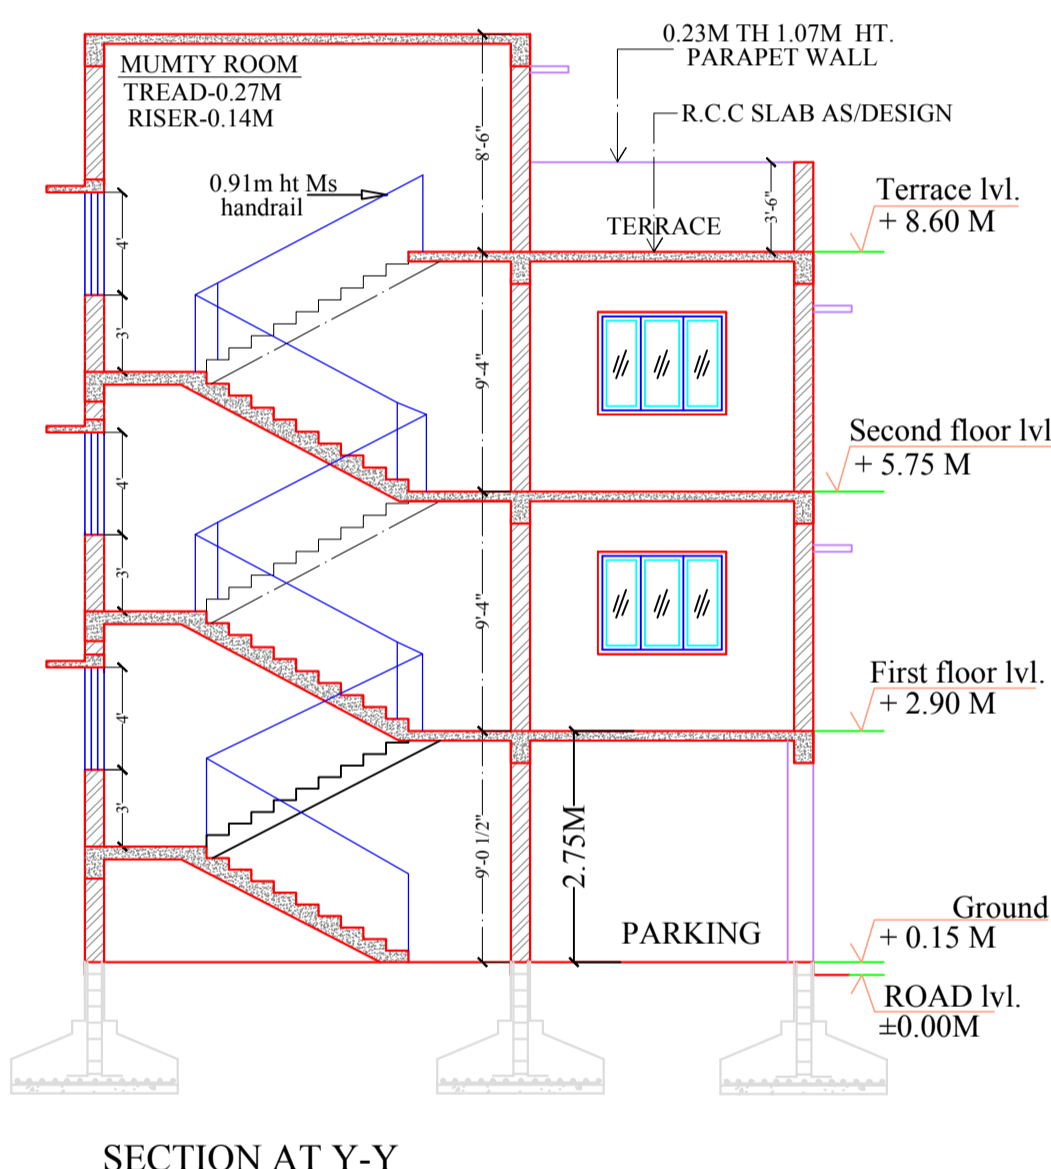 0.23M TH 1.07M HT.
PARAPET WALL
MUMTY ROOM
TREAD-0.27M
RISER-0.14M
R.C.C SLAB AS/DESIGN
8'-6"
0.91m ht Ms
handrail
3'-6"
Terrace lvl.
+ 8.60 M
TERRACE
4'
3'
9'-4"
Second floor lvl
+ 5.75 M
4'
3'
9'-4"
First floor lvl.
+ 2.90 M
4'
3'
9'-0 1/2"
2.75M
PARKING
Ground
+ 0.15 M
ROAD lvl.
±0.00M
SECTION AT Y-Y